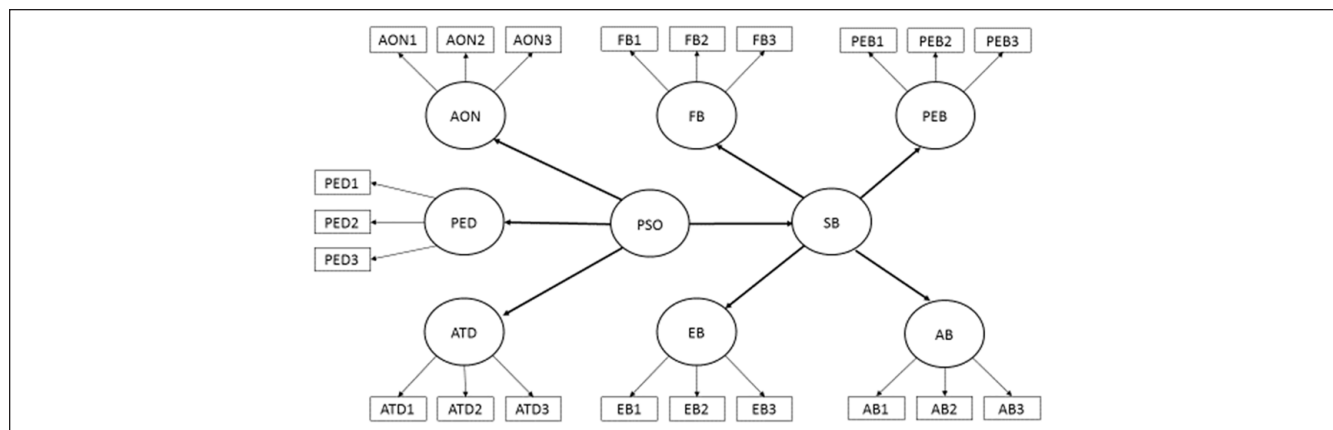 AON1 AON2 AON3 FB1 FB2 FB3 PEB1 PEB2 PEB3
AON FB PEB
PED1
PED2 PED PSO SB
PED3
ATD EB AB
ATD1 ATD2 ATD3 EB1 EB2 EB3 AB1 AB2 AB3